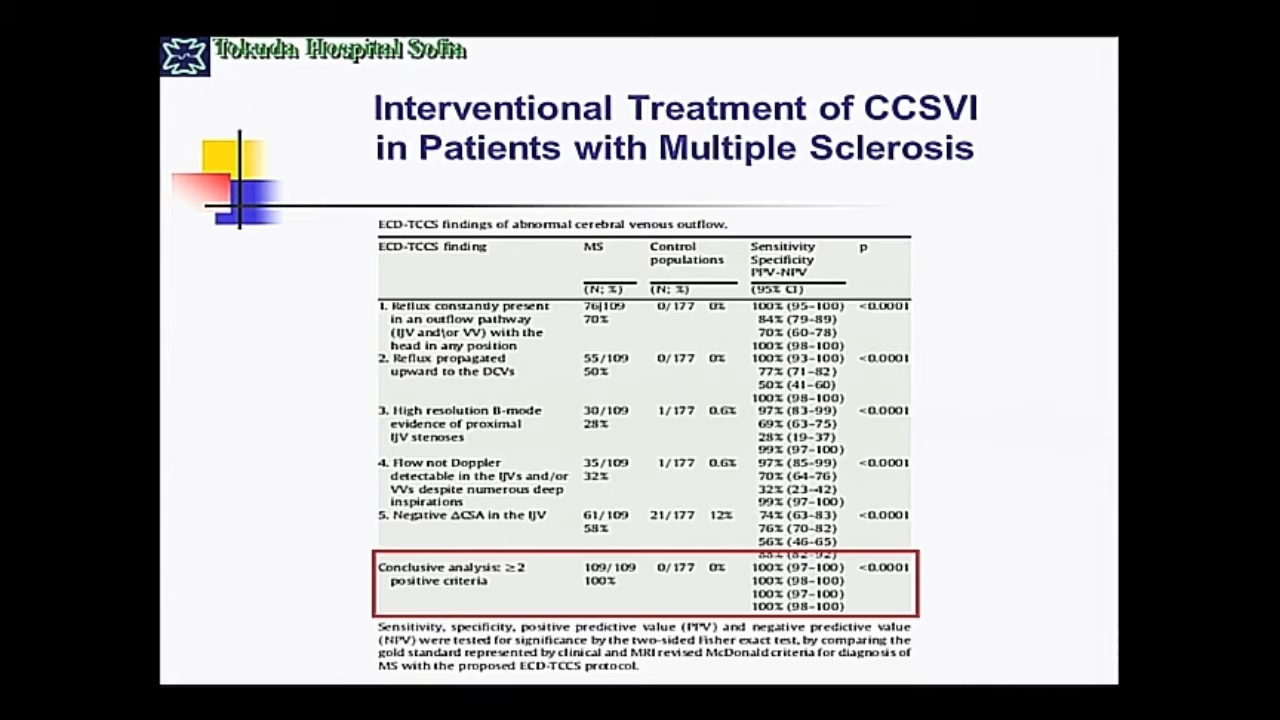 Tokuda Hospital Sofia
Interventional Treatment of CCSVI
in Patients with Multiple Sclerosis
ECD-TCCS findings of abnormal cerebral venous outflow.
ECD-TCCS finding MS Control Sensitivity p
populations Specificity
PPV-NPV
(N; %) (N; %) (95% CI)
1. Reflux constantly present 76|109 0/177 0% 100% (95–100) <0.0001
in an outflow pathway 70% 84% (79–89)
(IJV and\or VV) with the 70% (60–78)
head in any position 100% (98–100)
2. Reflux propagated 55/109 0/177 0% 100% (93–100) <0.0001
upward to the DCVs 50% 77% (71–82)
50% (41–60)
100% (98–100)
3. High resolution B-mode 30/109 1/177 0.6% 97% (83–99) <0.0001
evidence of proximal 28% 69% (63–75)
IJV stenoses 28% (19–37)
99% (97–100)
4. Flow not Doppler 35/109 1/177 0.6% 97% (85–99) <0.0001
detectable in the IJVs and/or 32% 70% (64–76)
VVs despite numerous deep 32% (23–42)
inspirations 99% (97–100)
5. Negative ΔCSA in the IJV 61/109 21/177 12% 74% (63–83) <0.0001
58% 76% (70–82)
56% (46–65)
88% (82–92)
Conclusive analysis: ≥2 109/109 0/177 0% 100% (97–100) <0.0001
positive criteria 100% 100% (98–100)
100% (97–100)
100% (98–100)
Sensitivity, specificity, positive predictive value (PPV) and negative predictive value
(NPV) were tested for significance by the two-sided Fisher exact test, by comparing the
gold standard represented by clinical and MRI revised McDonald criteria for diagnosis of
MS with the proposed ECD-TCCS protocol.